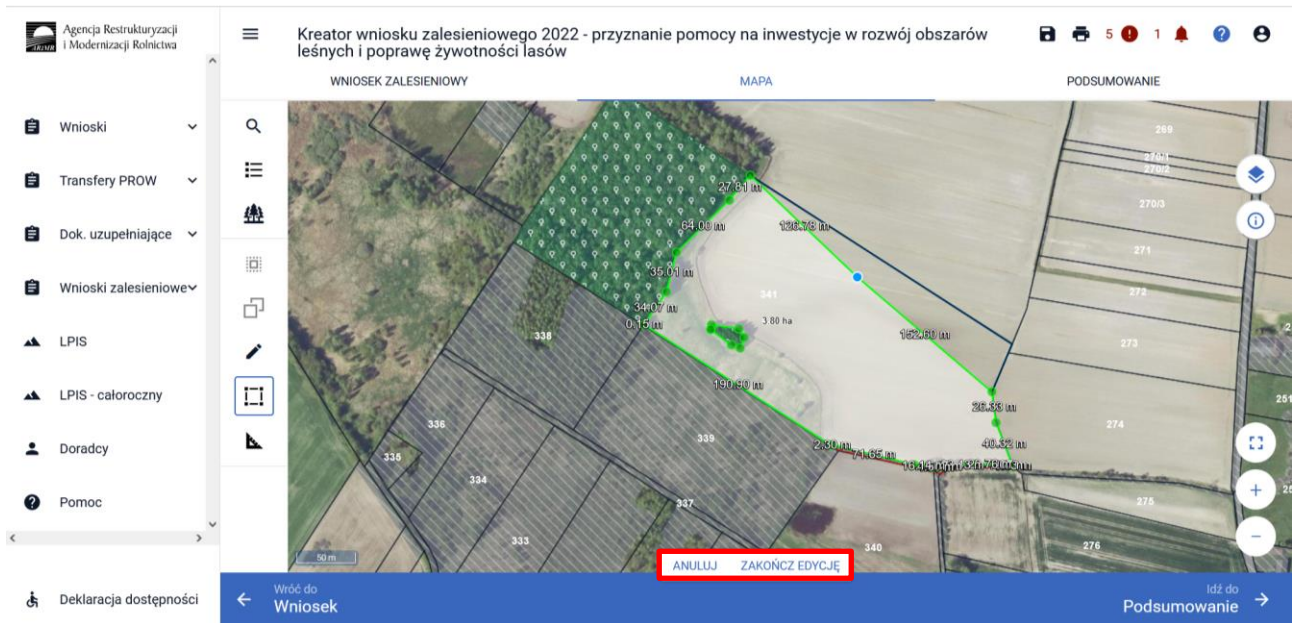 ARiMR
Agencja Restrukturyzacji
i Modernizacji Rolnictwa
Wnioski
Transfery PROW
Dok. uzupełniające
Wnioski zalesieniowe
LPIS
LPIS - całoroczny
Doradcy
Pomoc
Deklaracja dostępności
Kreator wniosku zalesieniowego 2022 - przyznanie pomocy na inwestycje w rozwój obszarów
leśnych i poprawę żywotności lasów
5
1
WNIOSEK ZALESIENIOWY
MAPA
PODSUMOWANIE
269
270/1
270/2
270/3
271
272
273
274
275
276
251
27.81 m
64.00 m
126.78 m
35.01 m
34.07 m
0.15 m
341
3.80 ha
152.60 m
338
190.90 m
26.33 m
40.32 m
2.30 m
71.65 m
336
335
339
334
337
333
340
50 m
ANULUJ
ZAKOŃCZ EDYCJĘ
Wróć do
Wniosek
Idź do
Podsumowanie